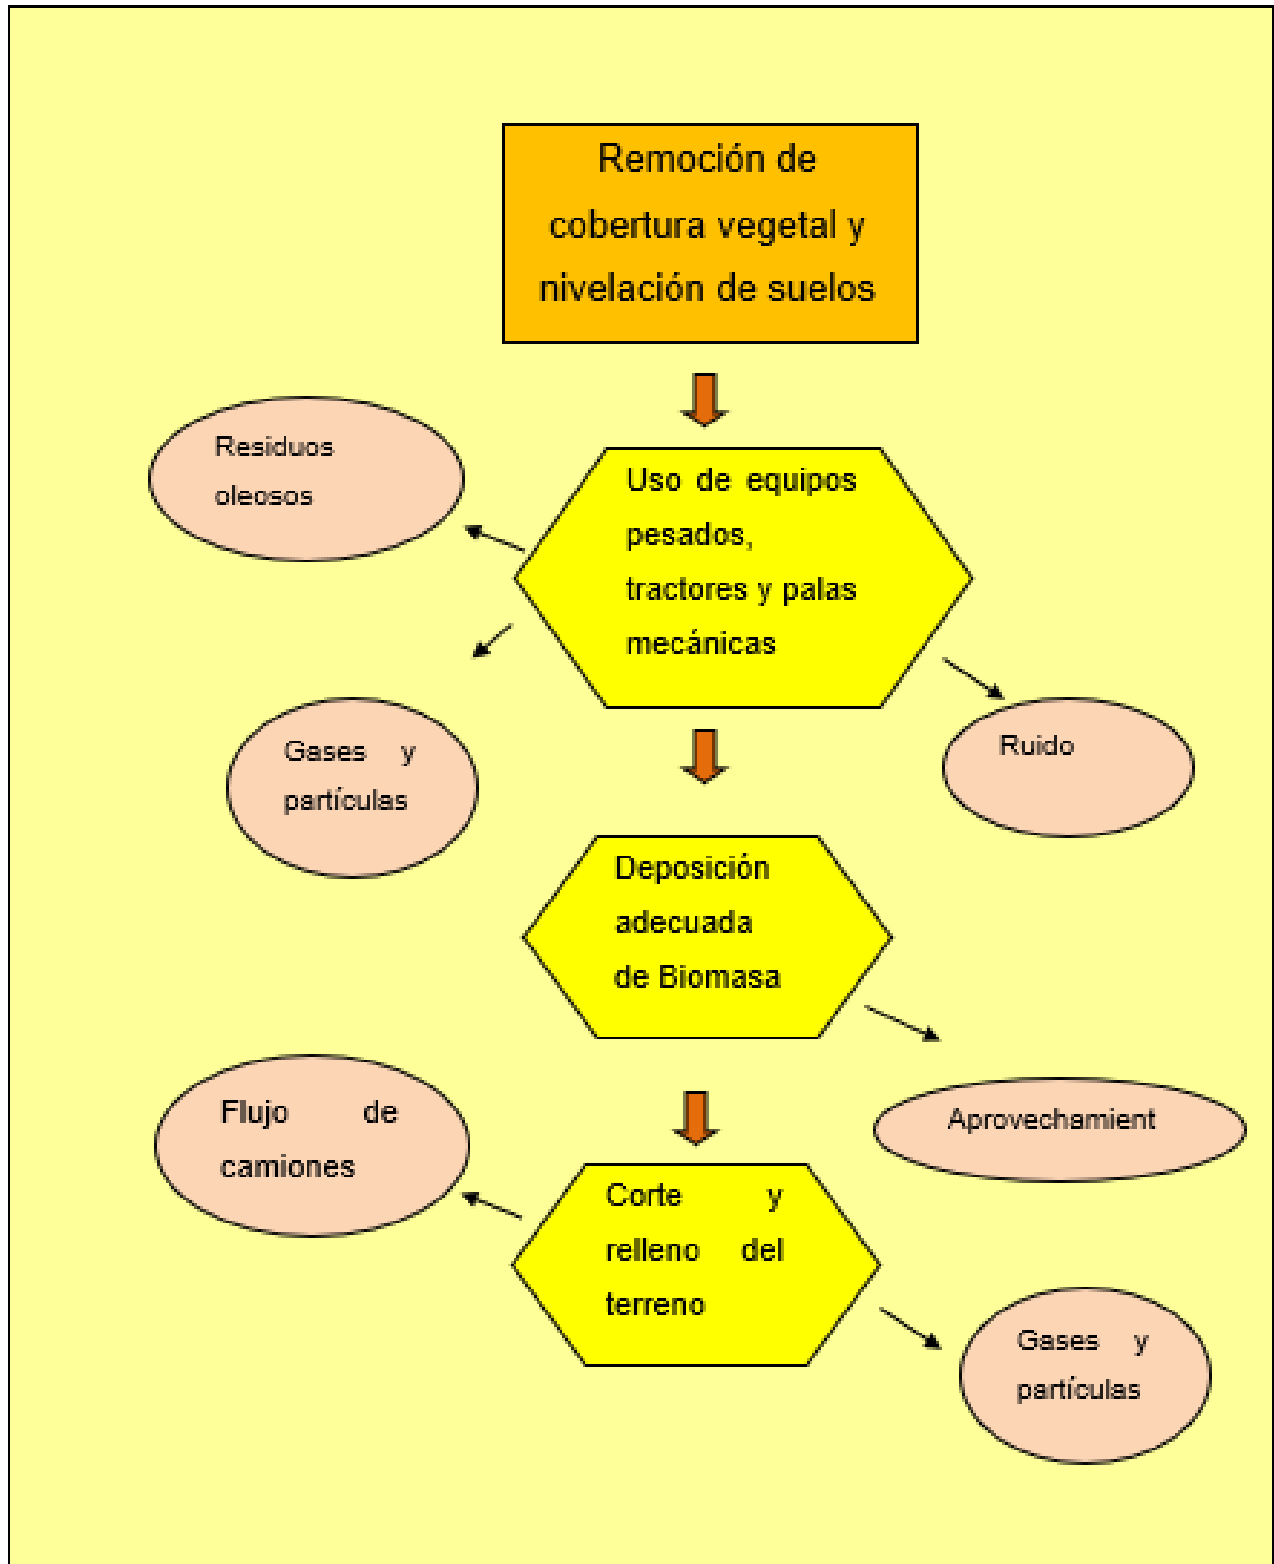 Remoción de
cobertura vegetal y
nivelación de suelos
Residuos
oleosos
Uso de equipos
pesados,
tractores y palas
mecánicas
Gases y
partículas
Ruido
Deposición
adecuada
de Biomasa
Flujo de
camiones
Aprovechamient
Corte y
relleno del
terreno
Gases y
partículas